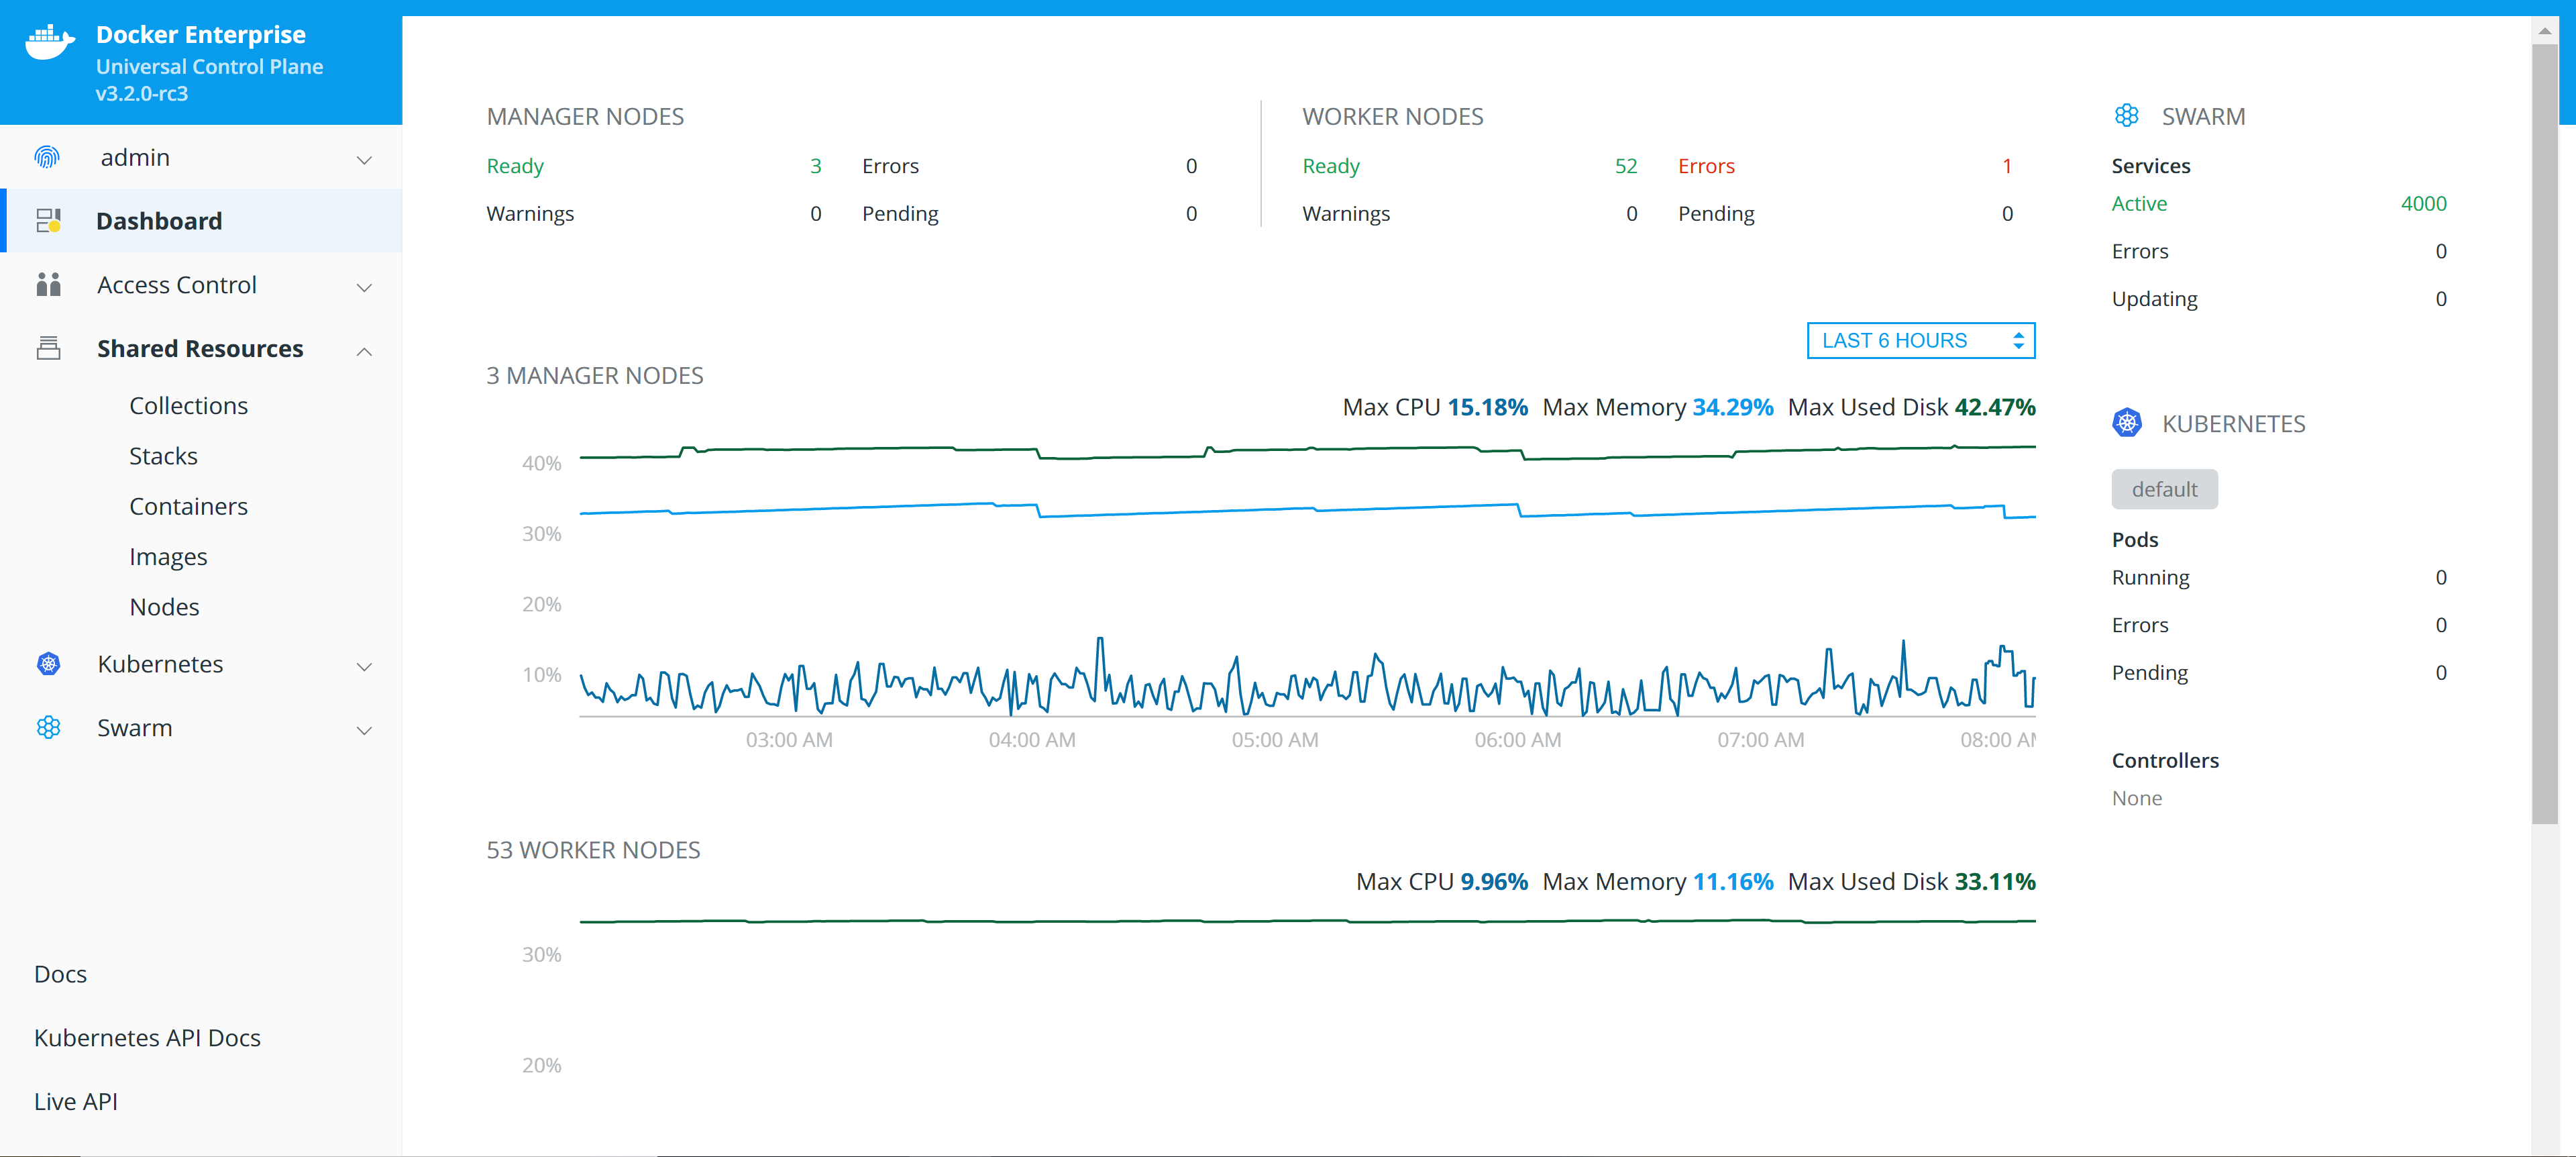 Docker Enterprise
Universal Control Plane
v3.2.0-rc3
admin
Dashboard
Access Control
Shared Resources
Collections
Stacks
Containers
Images
Nodes
Kubernetes
Swarm
Docs
Kubernetes API Docs
Live API
MANAGER NODES
Ready 3 Errors 0
Warnings 0 Pending 0
WORKER NODES
Ready 52 Errors 1
Warnings 0 Pending 0
LAST 6 HOURS
3 MANAGER NODES
Max CPU 15.18% Max Memory 34.29% Max Used Disk 42.47%
40%
30%
20%
10%
03:00 AM 04:00 AM 05:00 AM 06:00 AM 07:00 AM 08:00 AM
53 WORKER NODES
Max CPU 9.96% Max Memory 11.16% Max Used Disk 33.11%
30%
20%
SWARM
Services
Active 4000
Errors 0
Updating 0
KUBERNETES
default
Pods
Running 0
Errors 0
Pending 0
Controllers
None